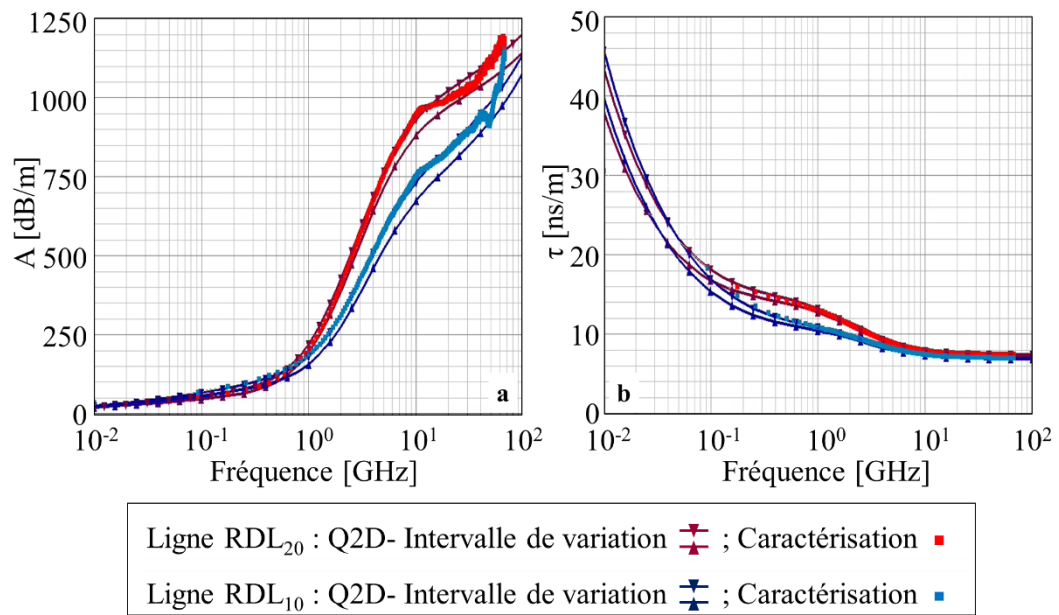 1250
1000
750
500
250
0
A [dB/m]
a
10⁻² 10⁻¹ 10⁰ 10¹ 10²
Fréquence [GHz]
50
40
30
20
10
0
τ [ns/m]
b
10⁻² 10⁻¹ 10⁰ 10¹ 10²
Fréquence [GHz]
Ligne RDL₂₀ : Q2D- Intervalle de variation ; Caractérisation
Ligne RDL₁₀ : Q2D- Intervalle de variation ; Caractérisation